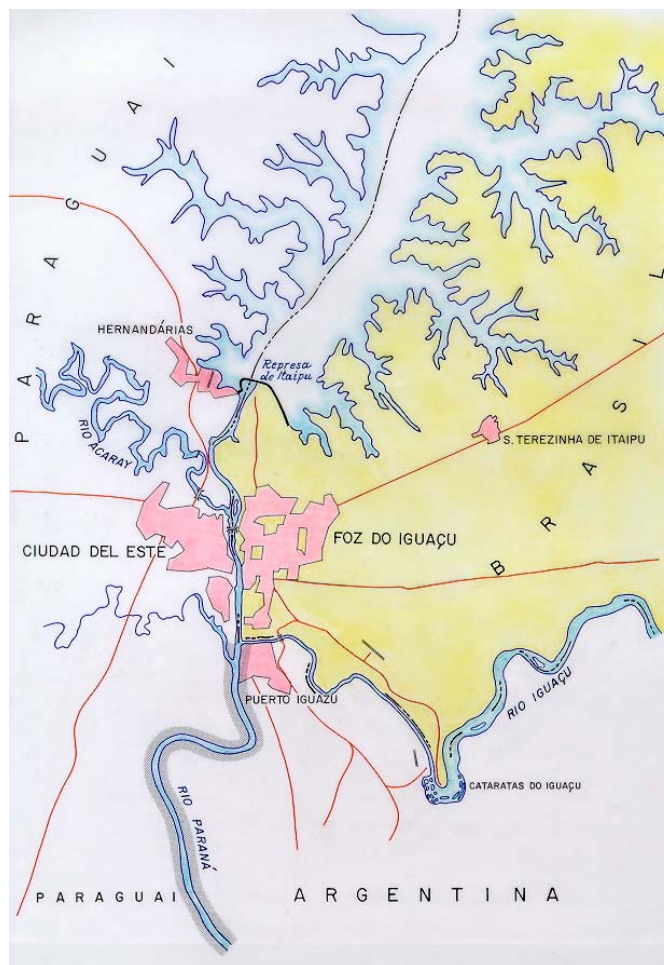 PARAGUAI
HERNANDÁRIAS
Represa
de Itaipu
RIO ACARAY
S. TEREZINHA DE ITAIPU
BRASIL
CIUDAD DEL ESTE
FOZ DO IGUAÇU
RIO IGUAÇU
PUERTO IGUAZÚ
CATARATAS DO IGUAÇU
RIO PARANÁ
PARAGUAI
ARGENTINA